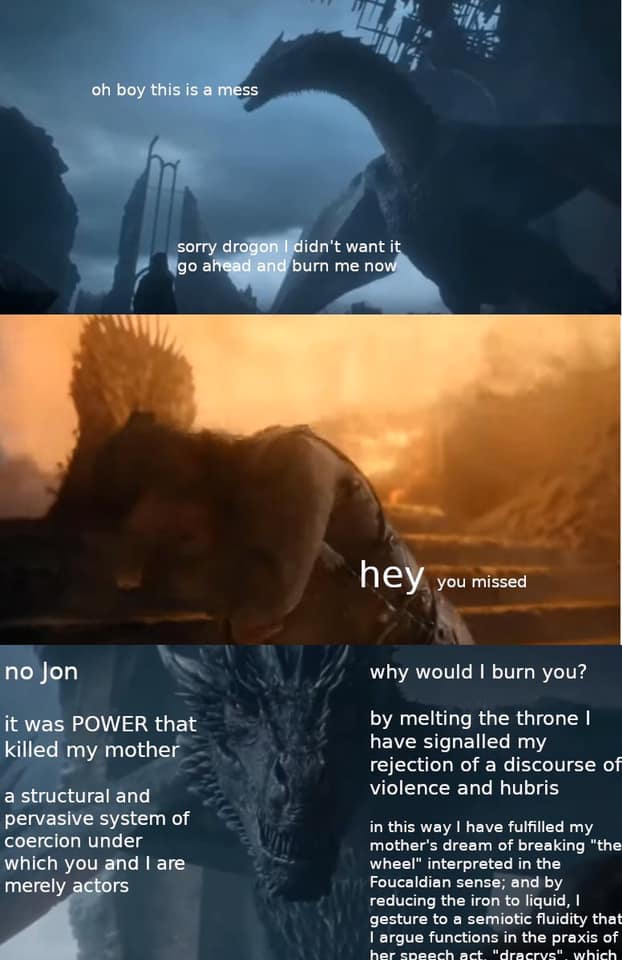 oh boy this is a mess
sorry drogon I didn't want it
go ahead and burn me now
hey you missed
no Jon
it was POWER that
killed my mother
a structural and
pervasive system of
coercion under
which you and I are
merely actors
why would I burn you?
by melting the throne I
have signalled my
rejection of a discourse of
violence and hubris
in this way I have fulfilled my
mother's dream of breaking "the
wheel" interpreted in the
Foucaldian sense; and by
reducing the iron to liquid, I
gesture to a semiotic fluidity that
I argue functions in the praxis of
her speech act, "dracrys", which